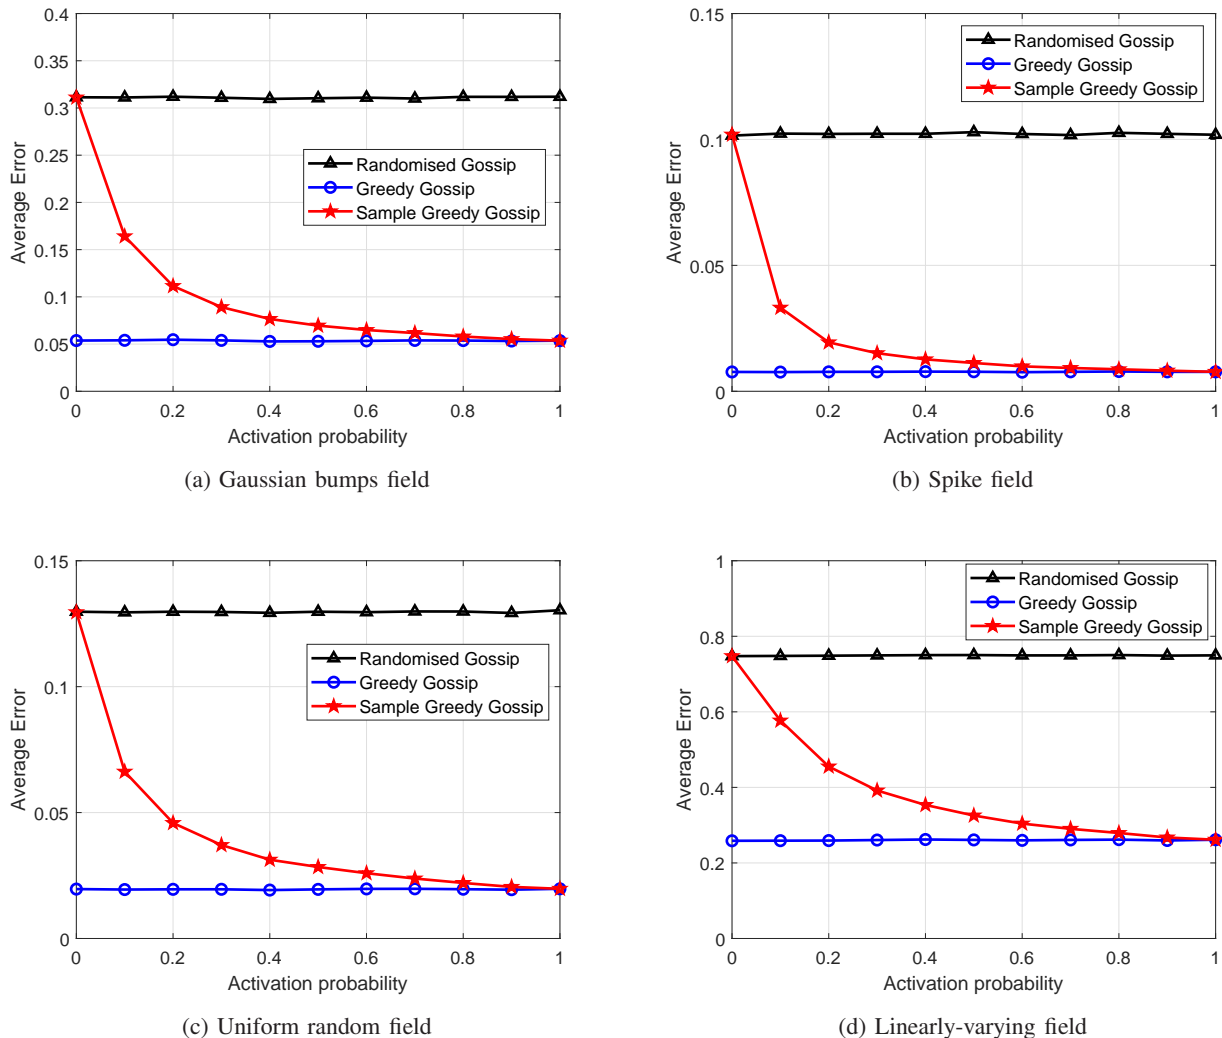 0.4
0.35
0.3
0.25
0.2
0.15
0.1
0.05
0
Average Error
Randomised Gossip
Greedy Gossip
Sample Greedy Gossip
0 0.2 0.4 0.6 0.8 1
Activation probability
(a) Gaussian bumps field
0.15
0.1
0.05
0
Average Error
Randomised Gossip
Greedy Gossip
Sample Greedy Gossip
0 0.2 0.4 0.6 0.8 1
Activation probability
(b) Spike field
0.15
0.1
0.05
0
Average Error
Randomised Gossip
Greedy Gossip
Sample Greedy Gossip
0 0.2 0.4 0.6 0.8 1
Activation probability
(c) Uniform random field
1
0.8
0.6
0.4
0.2
0
Average Error
Randomised Gossip
Greedy Gossip
Sample Greedy Gossip
0 0.2 0.4 0.6 0.8 1
Activation probability
(d) Linearly-varying field